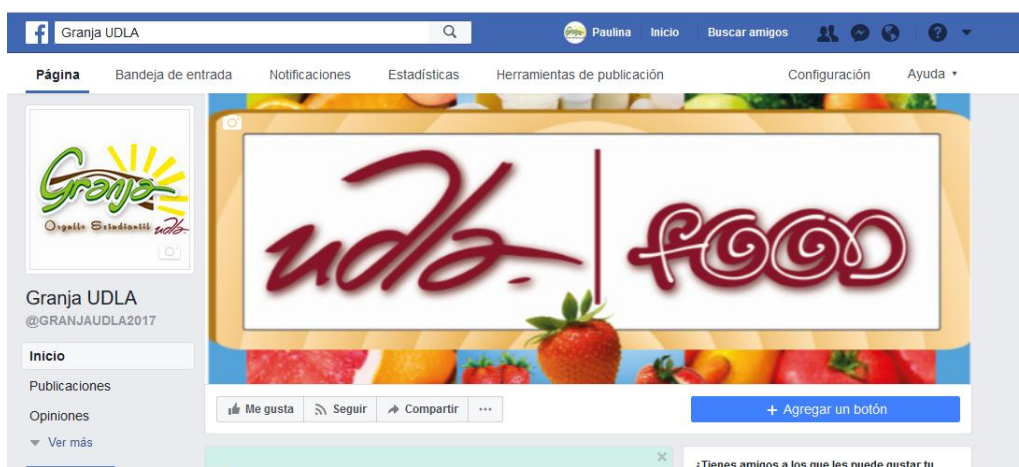 Granja UDLA
Paulina Inicio Buscar amigos
Página Bandeja de entrada Notificaciones Estadísticas Herramientas de publicación Configuración Ayuda
Granja
Orgullo Estudiantil udla-
udla- FOOD
Granja UDLA
@GRANJAUDLA2017
Inicio
Publicaciones
Opiniones
Ver más
Me gusta Seguir Compartir ...
+ Agregar un botón
¿Tienes amigos a los que les puede gustar tu